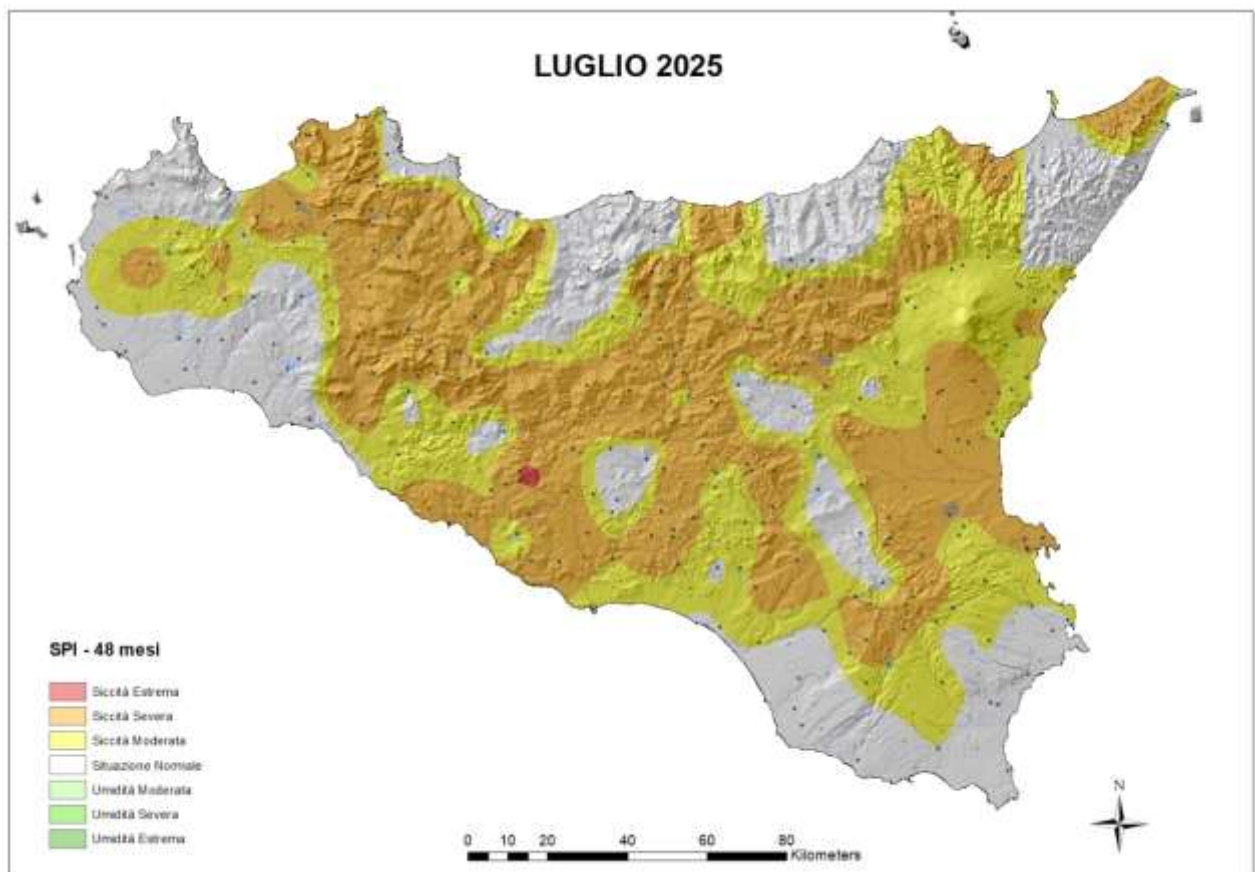 LUGLIO 2025
SPI - 48 mesi
Siccità Estrema
Siccità Severa
Siccità Moderata
Situazione Normale
Umidità Moderata
Umidità Severa
Umidità Estrema
0 10 20 40 60 80
Kilometers
N